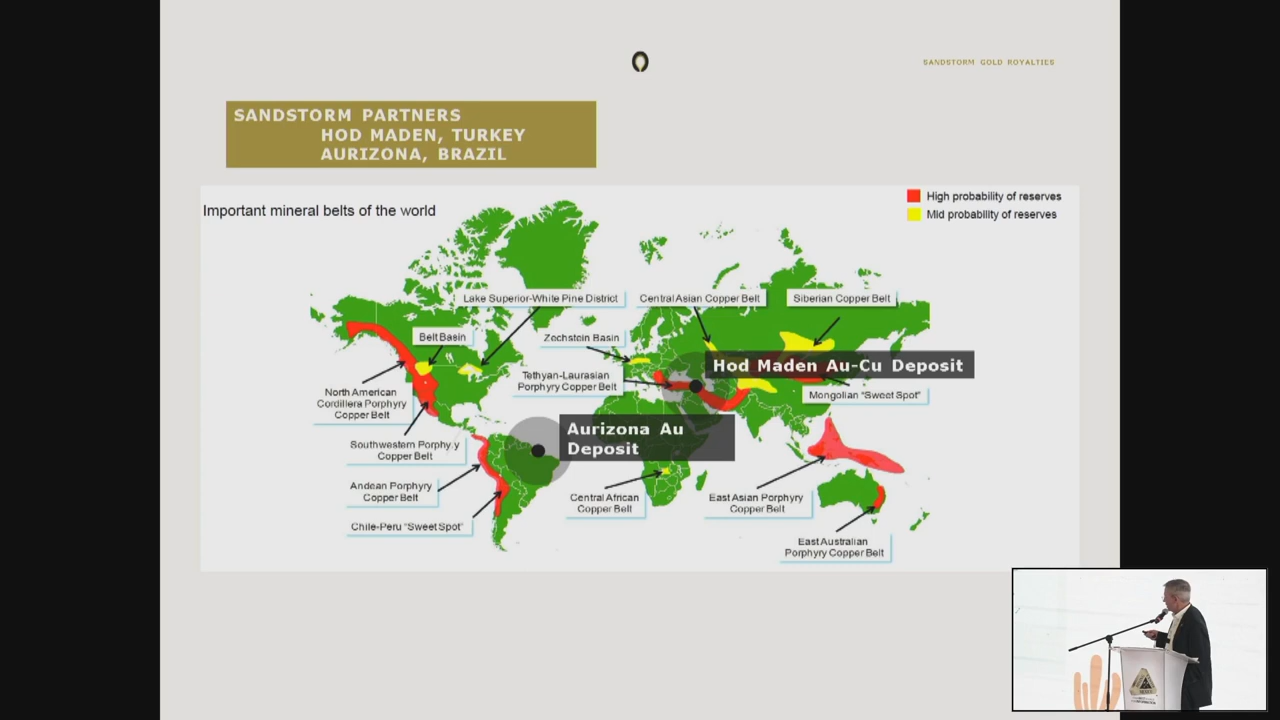 SANDSTORM GOLD ROYALTIES
SANDSTORM PARTNERS
HOD MADEN, TURKEY
AURIZONA, BRAZIL
Important mineral belts of the world
High probability of reserves
Mid probability of reserves
Lake Superior-White Pine District
Central Asian Copper Belt
Siberian Copper Belt
Belt Basin
Zechstein Basin
Hod Maden Au-Cu Deposit
Tethyan-Laurasian
Porphyry Copper Belt
Mongolian "Sweet Spot"
North American
Cordillera Porphyry
Copper Belt
Aurizona Au
Deposit
Southwestern Porphy.y
Copper Belt
Andean Porphyry
Copper Belt
Central African
Copper Belt
East Asian Porphyry
Copper Belt
Chile-Peru "Sweet Spot"
East Australian
Porphyry Copper Belt